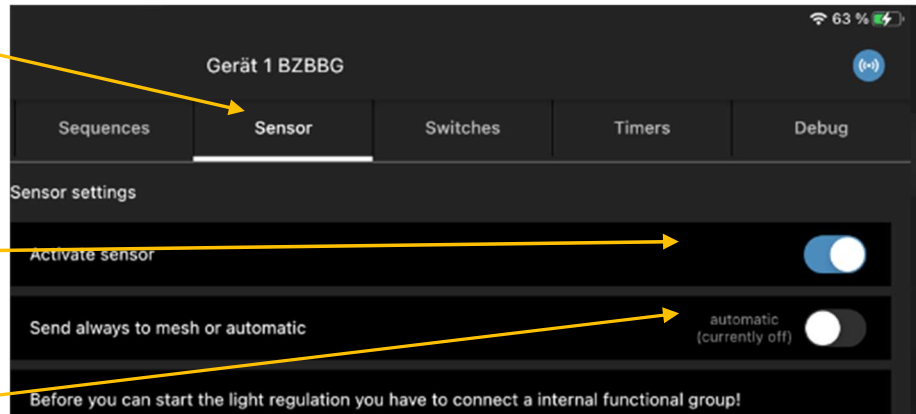 63 %
Gerät 1 BZBBG
Sequences Sensor Switches Timers Debug
Sensor settings
Activate sensor
Send always to mesh or automatic automatic
(currently off)
Before you can start the light regulation you have to connect a internal functional group!